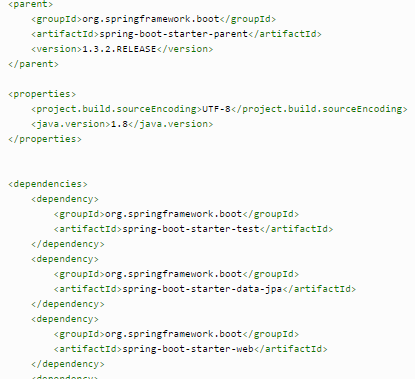 <parent>
<groupId>org.springframework.boot</groupId>
<artifactId>spring-boot-starter-parent</artifactId>
<version>1.3.2.RELEASE</version>
</parent>
<properties>
<project.build.sourceEncoding>UTF-8</project.build.sourceEncoding>
<java.version>1.8</java.version>
</properties>
<dependencies>
<dependency>
<groupId>org.springframework.boot</groupId>
<artifactId>spring-boot-starter-test</artifactId>
</dependency>
<dependency>
<groupId>org.springframework.boot</groupId>
<artifactId>spring-boot-starter-data-jpa</artifactId>
</dependency>
<dependency>
<groupId>org.springframework.boot</groupId>
<artifactId>spring-boot-starter-web</artifactId>
</dependency>
<dependency>